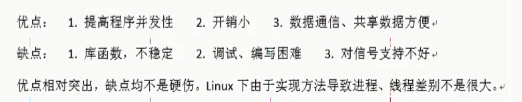 优点： 1. 提高程序并发性 2. 开销小 3. 数据通信、共享数据方便
缺点： 1. 库函数，不稳定 2. 调试、编写困难 3. 对信号支持不好
优点相对突出，缺点均不是硬伤。Linux 下由于实现方法导致进程、线程差别不是很大。